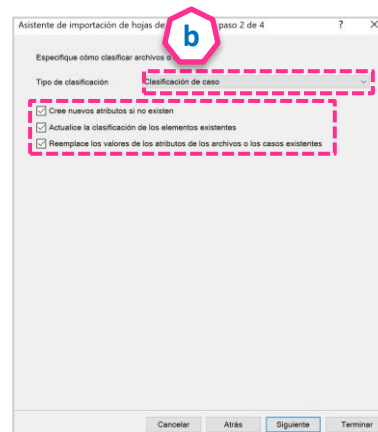 Asistente de importación de hojas de paso 2 de 4 ? X
b
Especifique cómo clasificar archivos o
Tipo de clasificación Clasificación de caso
Cree nuevos atributos si no existen
Actualice la clasificación de los elementos existentes
Reemplace los valores de los atributos de los archivos o los casos existentes
Cancelar Atrás Siguiente Terminar